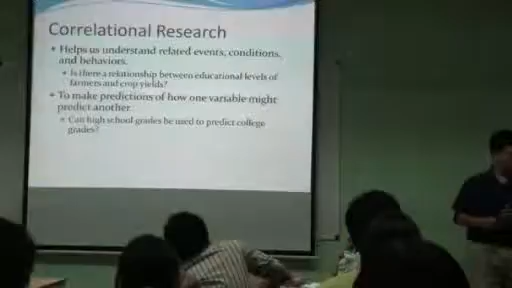 Correlational Research
• Helps us understand related events, conditions,
and behaviors.
• Is there a relationship between educational levels of
farmers and crop yields?
• To make predictions of how one variable might
predict another
• Can high school grades be used to predict college
grades?